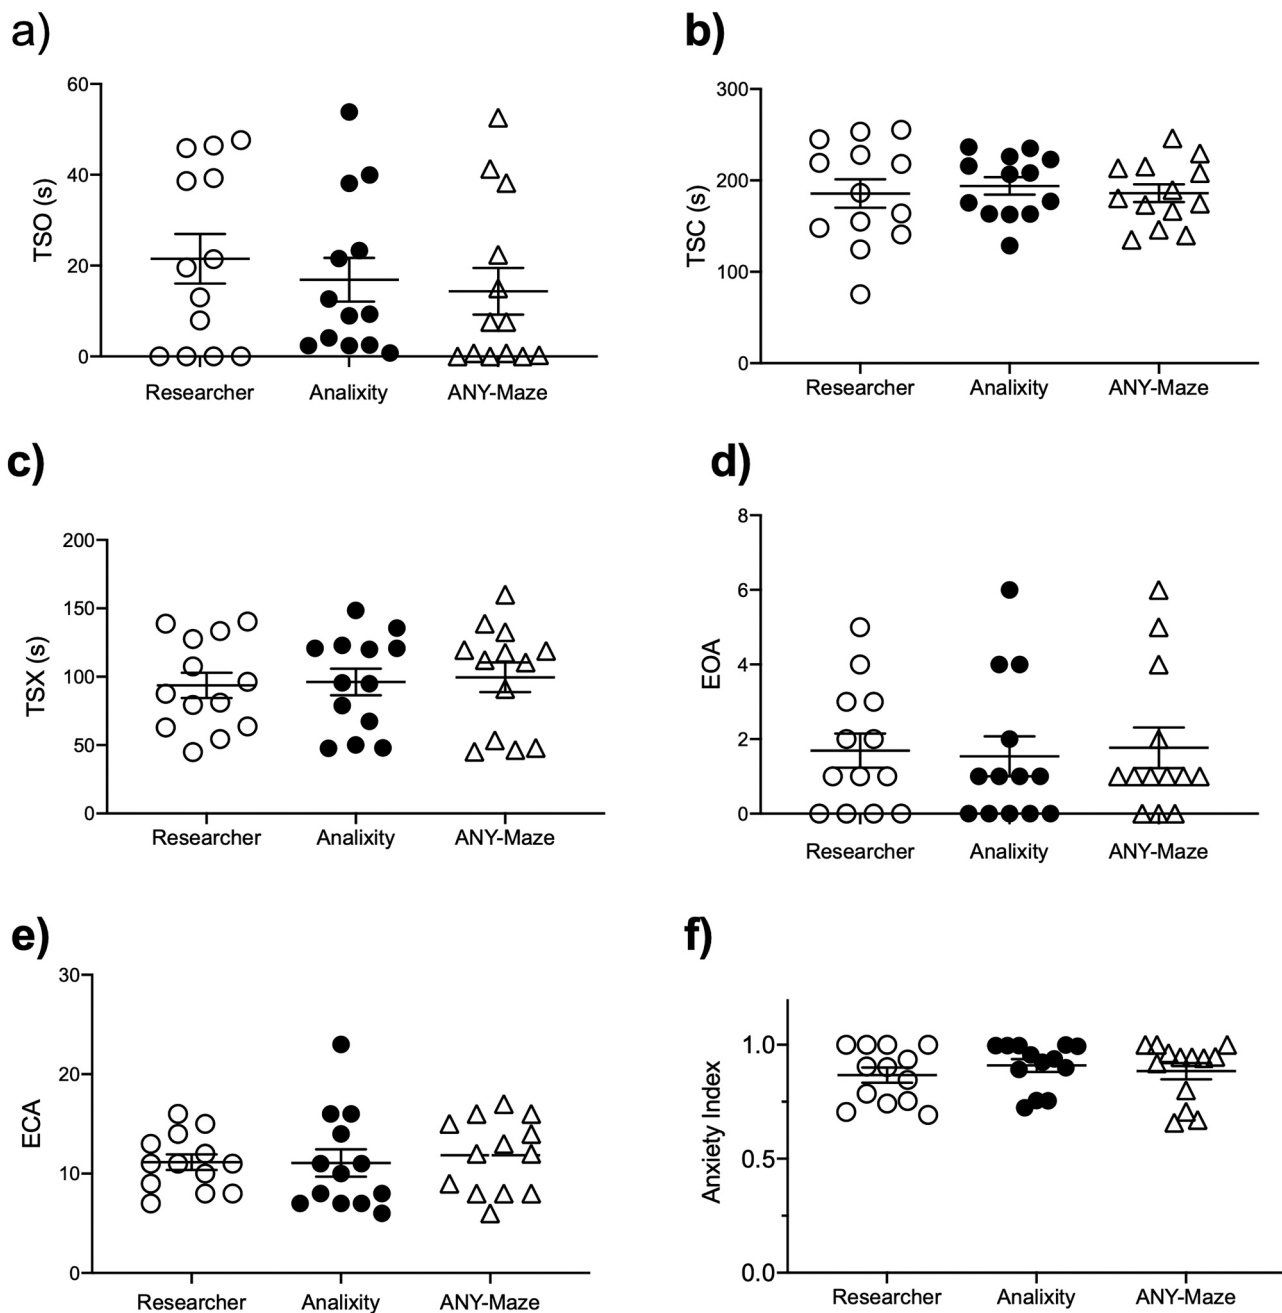 a)
TSO (s)
60
40
20
0
Researcher
Analixity
ANY-Maze
b)
TSC (s)
300
200
100
0
Researcher
Analixity
ANY-Maze
c)
TSX (s)
200
150
100
50
0
Researcher
Analixity
ANY-Maze
d)
EOA
8
6
4
2
0
Researcher
Analixity
ANY-Maze
e)
ECA
30
20
10
0
Researcher
Analixity
ANY-Maze
f)
Anxiety Index
1.0
0.5
0.0
Researcher
Analixity
ANY-Maze